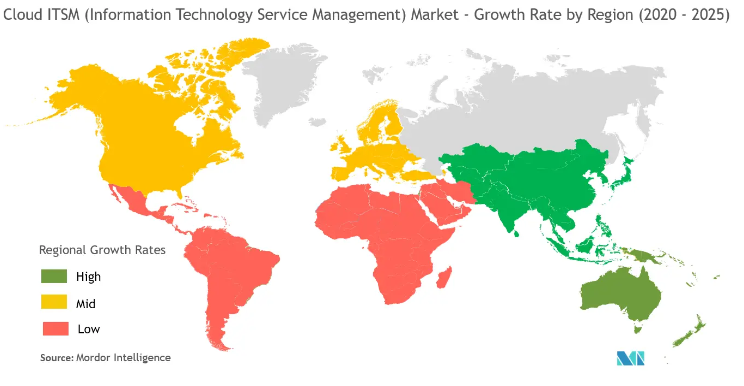 Cloud ITSM (Information Technology Service Management) Market - Growth Rate by Region (2020 - 2025)
Regional Growth Rates
High
Mid
Low
Source: Mordor Intelligence